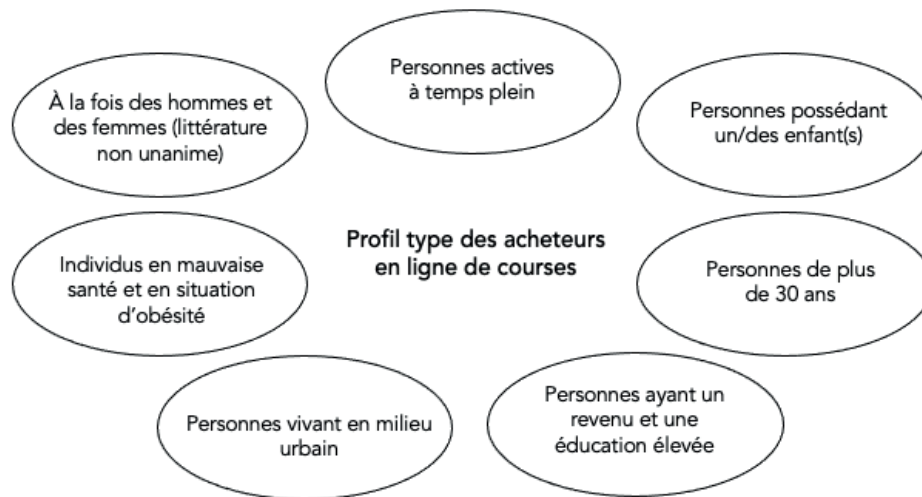 Personnes actives
à temps plein
À la fois des hommes et
des femmes (littérature
non unanime)
Personnes possédant
un/des enfant(s)
Profil type des acheteurs
en ligne de courses
Individus en mauvaise
santé et en situation
d'obésité
Personnes de plus
de 30 ans
Personnes vivant en milieu
urbain
Personnes ayant un
revenu et une
éducation élevée